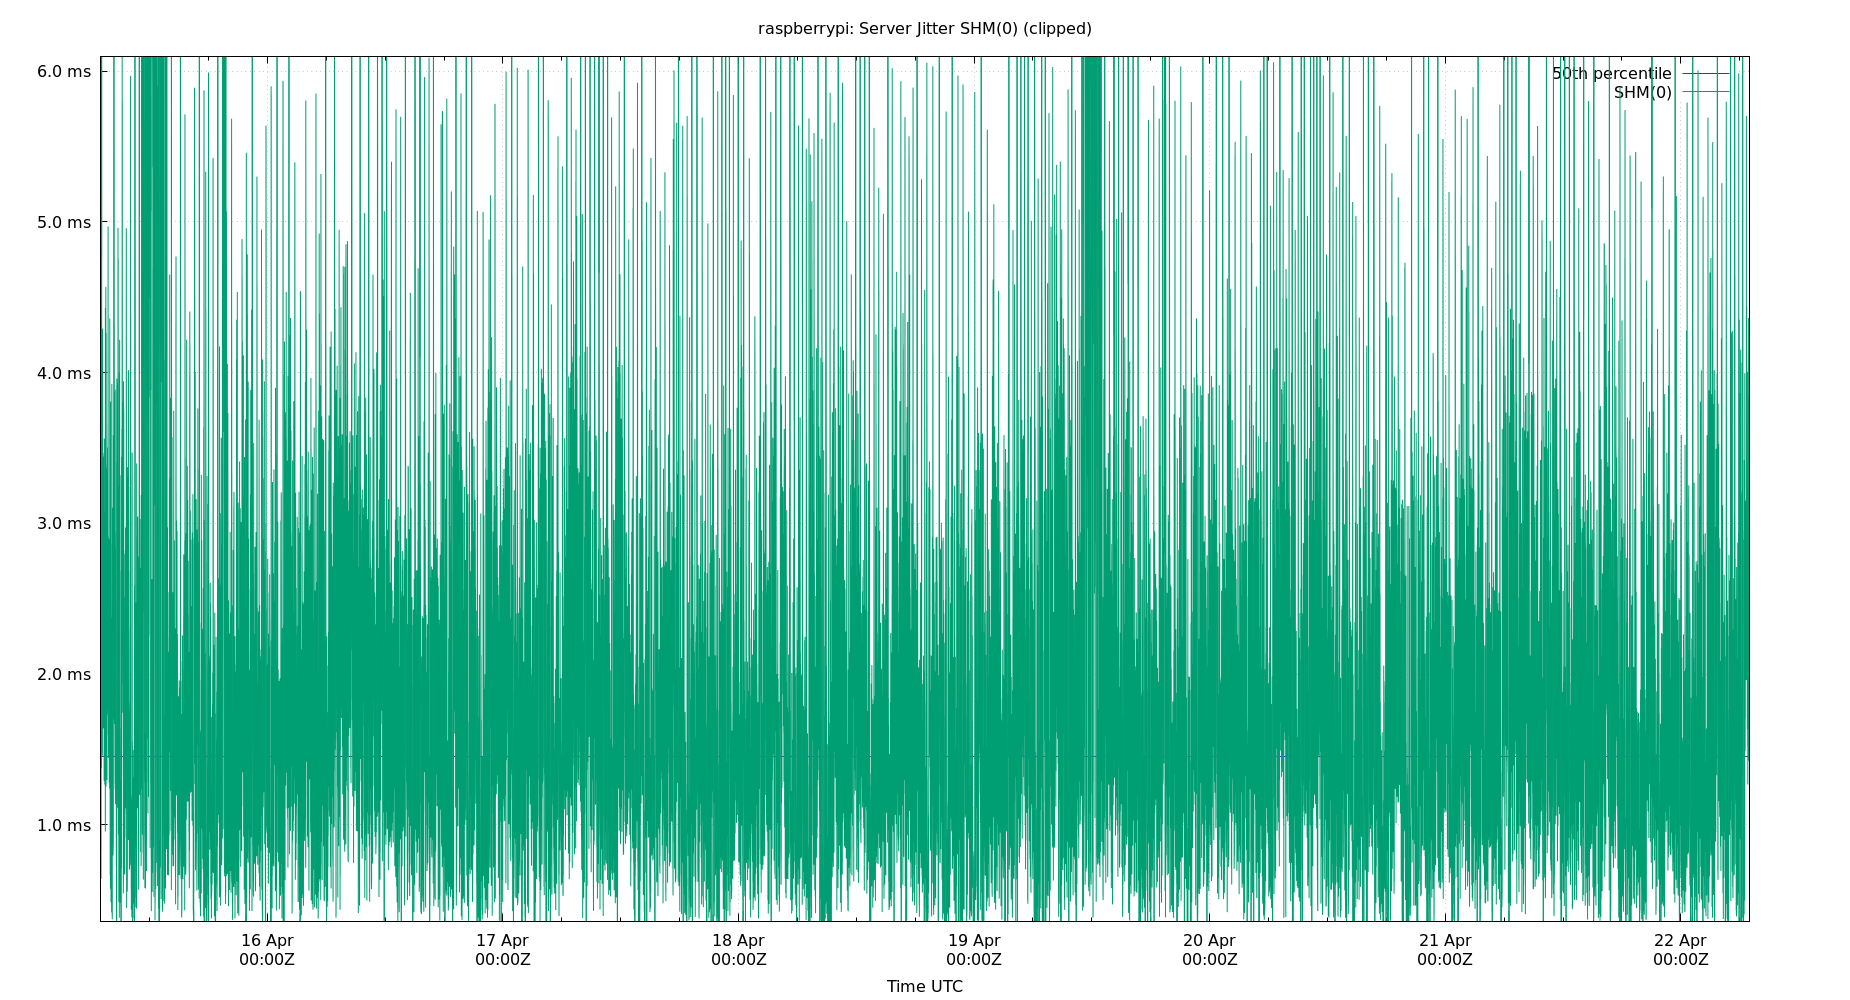 raspberrypi: Server Jitter SHM(0) (clipped)
6.0 ms
5.0 ms
4.0 ms
3.0 ms
2.0 ms
1.0 ms
50th percentile
SHM(0)
16 Apr
00:00Z
17 Apr
00:00Z
18 Apr
00:00Z
19 Apr
00:00Z
20 Apr
00:00Z
21 Apr
00:00Z
22 Apr
00:00Z
Time UTC